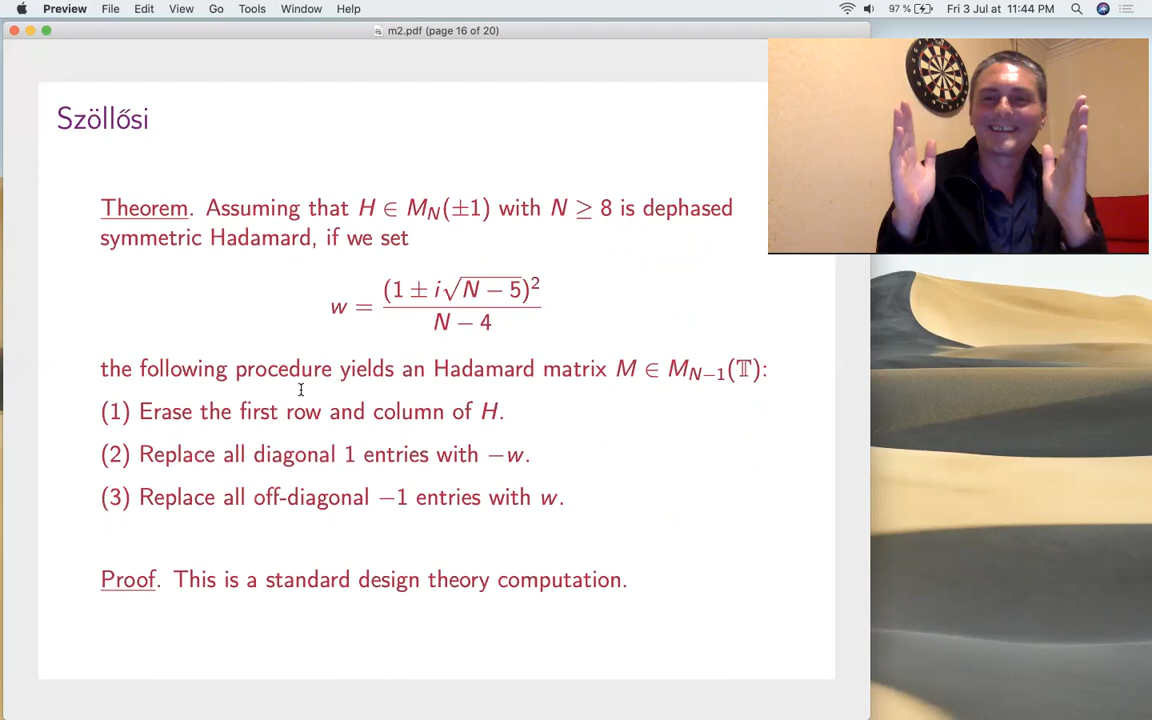 Preview File Edit View Go Tools Window Help 97 % Fri 3 Jul at 11:44 PM
m2.pdf (page 16 of 20)
Szöllősi
Theorem. Assuming that H ∈ M_N(±1) with N ≥ 8 is dephased
symmetric Hadamard, if we set
w = (1 ± i√(N − 5))² / (N − 4)
the following procedure yields an Hadamard matrix M ∈ M_{N−1}(𝕋):
(1) Erase the first row and column of H.
(2) Replace all diagonal 1 entries with −w.
(3) Replace all off-diagonal −1 entries with w.
Proof. This is a standard design theory computation.